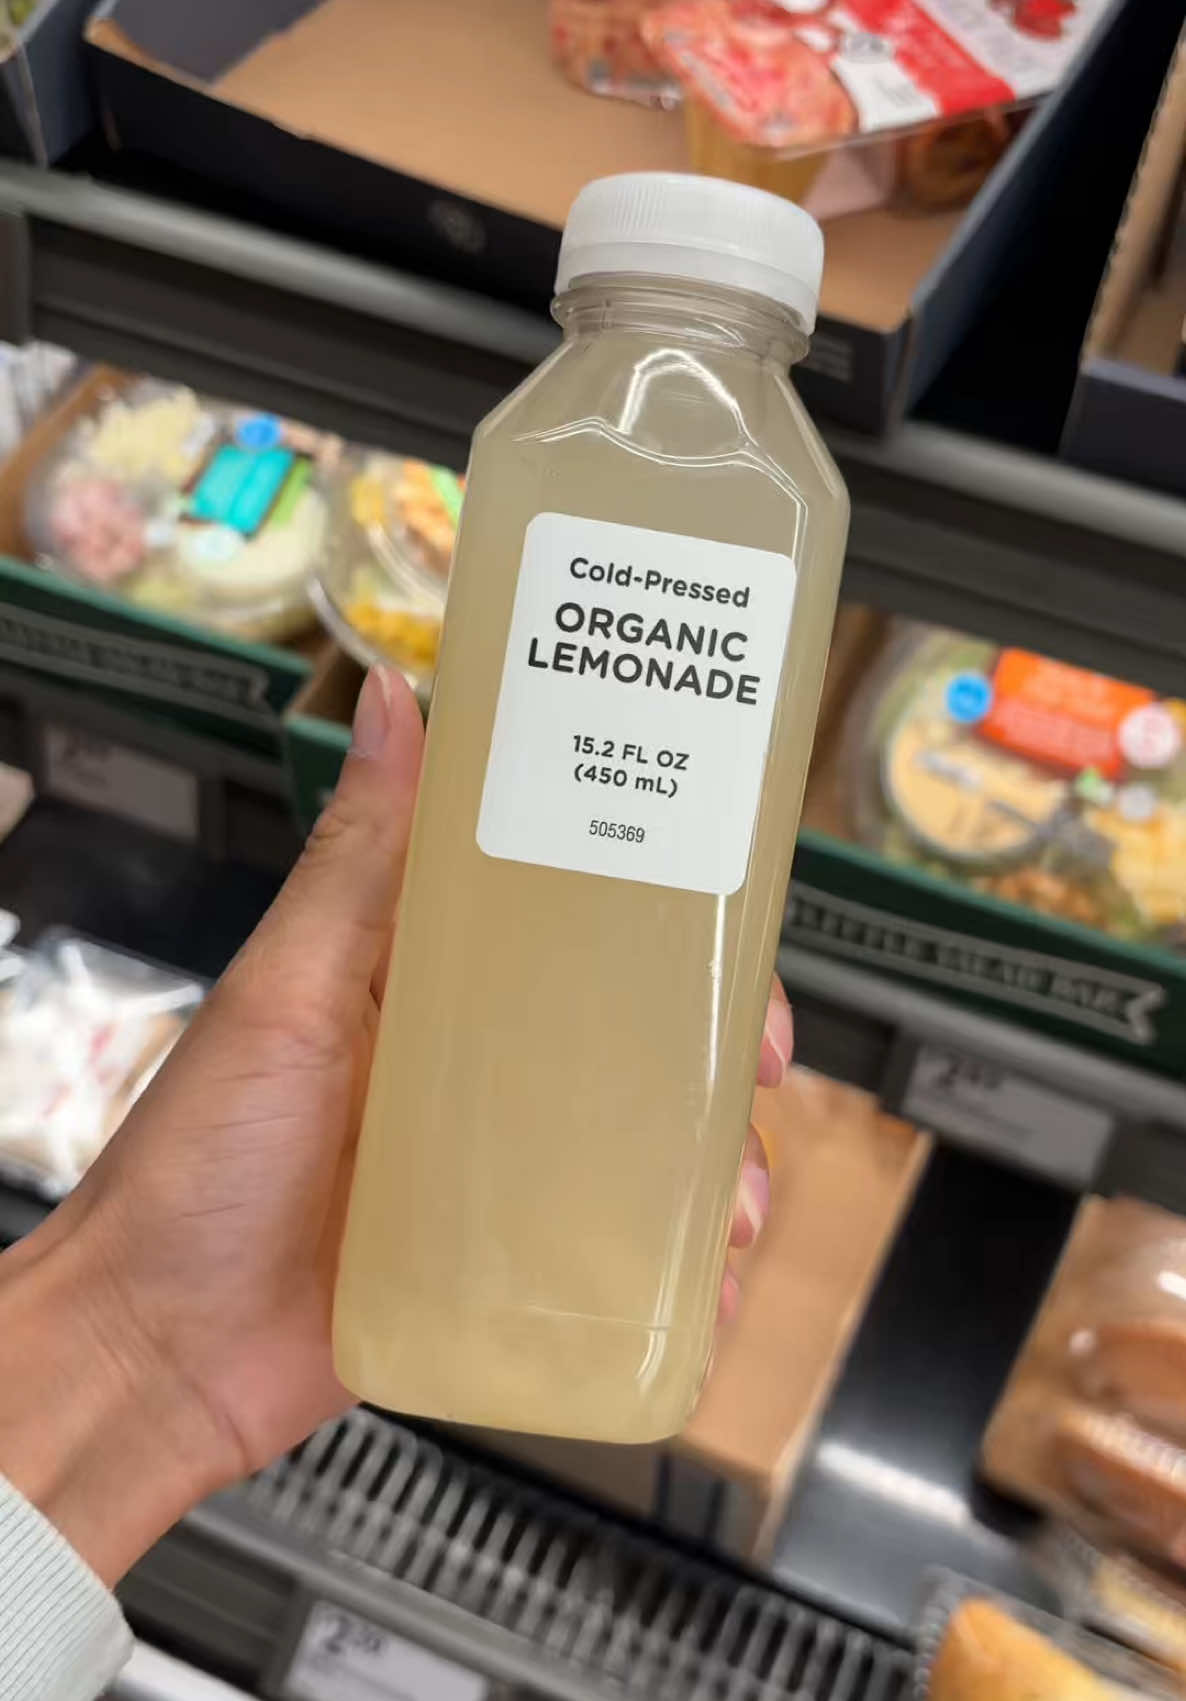 Cold-Pressed
ORGANIC
LEMONADE
15.2 FL OZ
(450 mL)
505369